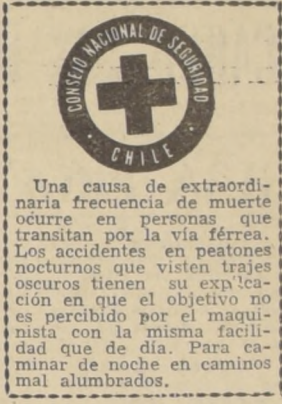 CONSEJO NACIONAL DE SEGURIDAD
CHILE
Una causa de extraordi-
naria frecuencia de muerte
ocurre en personas que
transitan por la vía férrea.
Los accidentes en peatones
nocturnos que visten trajes
oscuros tienen su explica-
ción en que el objetivo no
es percibido por el maqui-
nista con la misma facili-
dad que de día. Para ca-
minar de noche en caminos
mal alumbrados.